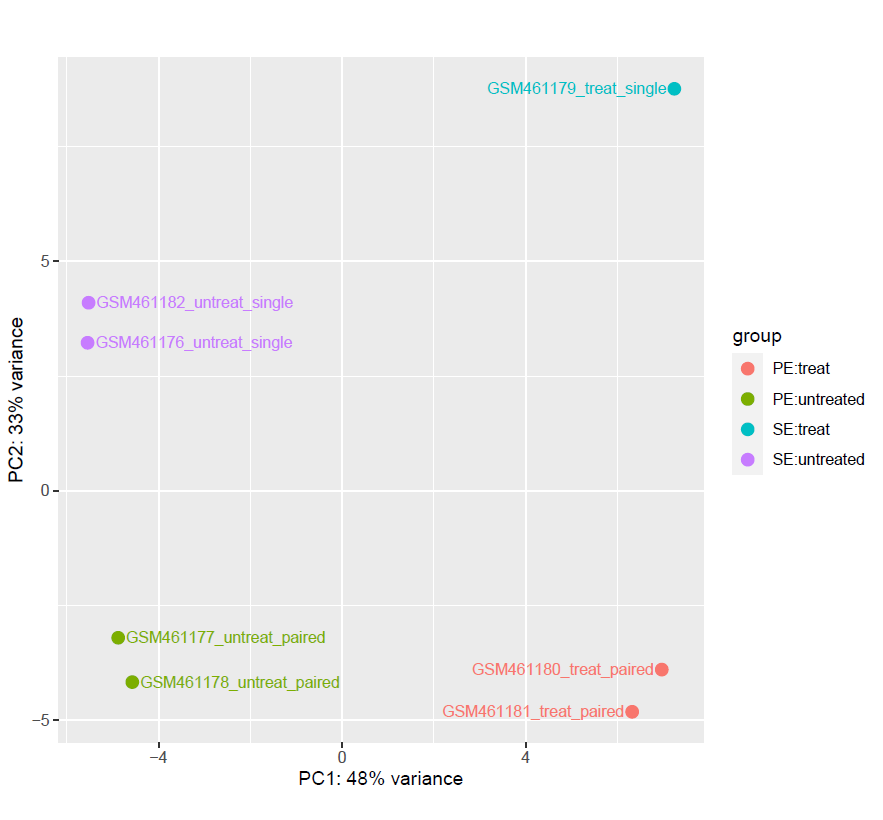 GSM461179_treat_single
5
GSM461182_untreat_single
GSM461176_untreat_single
group
PE:treat
PE:untreated
SE:treat
SE:untreated
PC2: 33% variance
0
GSM461177_untreat_paired
GSM461180_treat_paired
GSM461178_untreat_paired
GSM461181_treat_paired
−5
−4
0
4
PC1: 48% variance